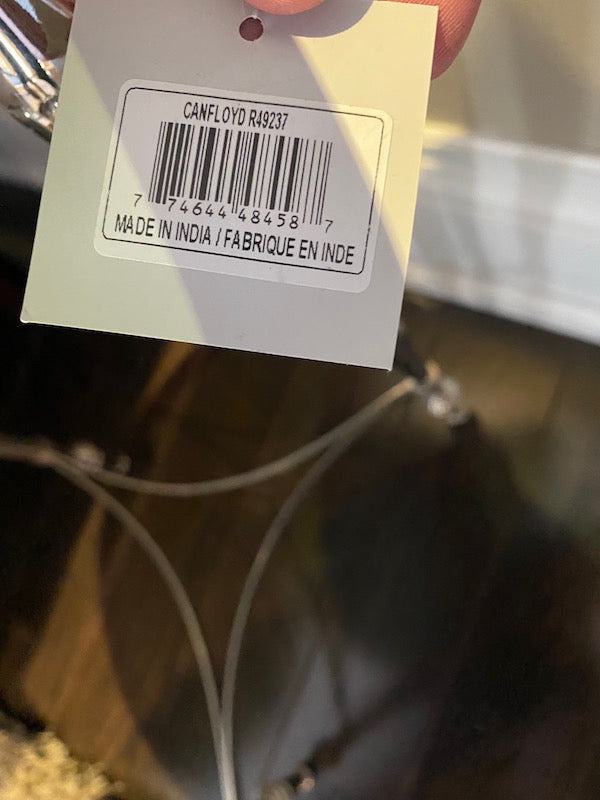 CANFLOYD R49237
7 74644 48458 7
MADE IN INDIA / FABRIQUE EN INDE